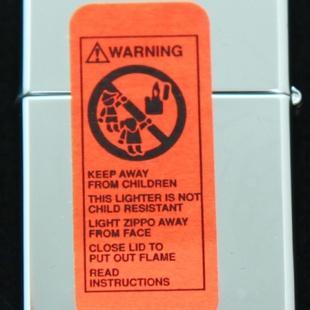 WARNING
KEEP AWAY
FROM CHILDREN
THIS LIGHTER IS NOT
CHILD RESISTANT
LIGHT ZIPPO AWAY
FROM FACE
CLOSE LID TO
PUT OUT FLAME
READ
INSTRUCTIONS